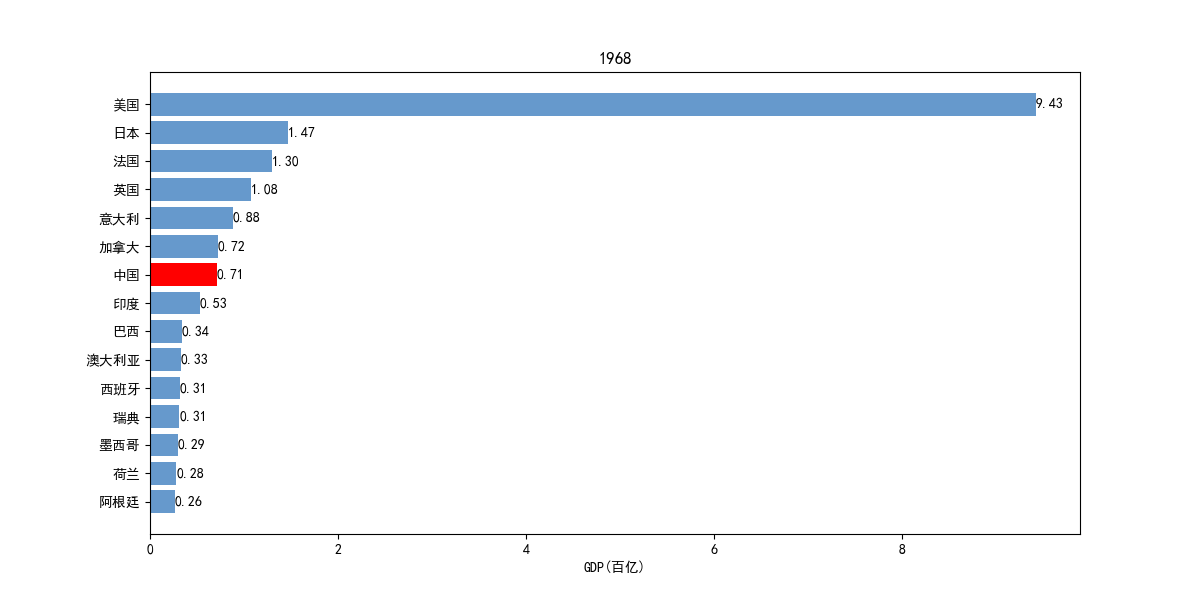 1968
美国 9.43
日本 1.47
法国 1.30
英国 1.08
意大利 0.88
加拿大 0.72
中国 0.71
印度 0.53
巴西 0.34
澳大利亚 0.33
西班牙 0.31
瑞典 0.31
墨西哥 0.29
荷兰 0.28
阿根廷 0.26
0 2 4 6 8
GDP(百亿)